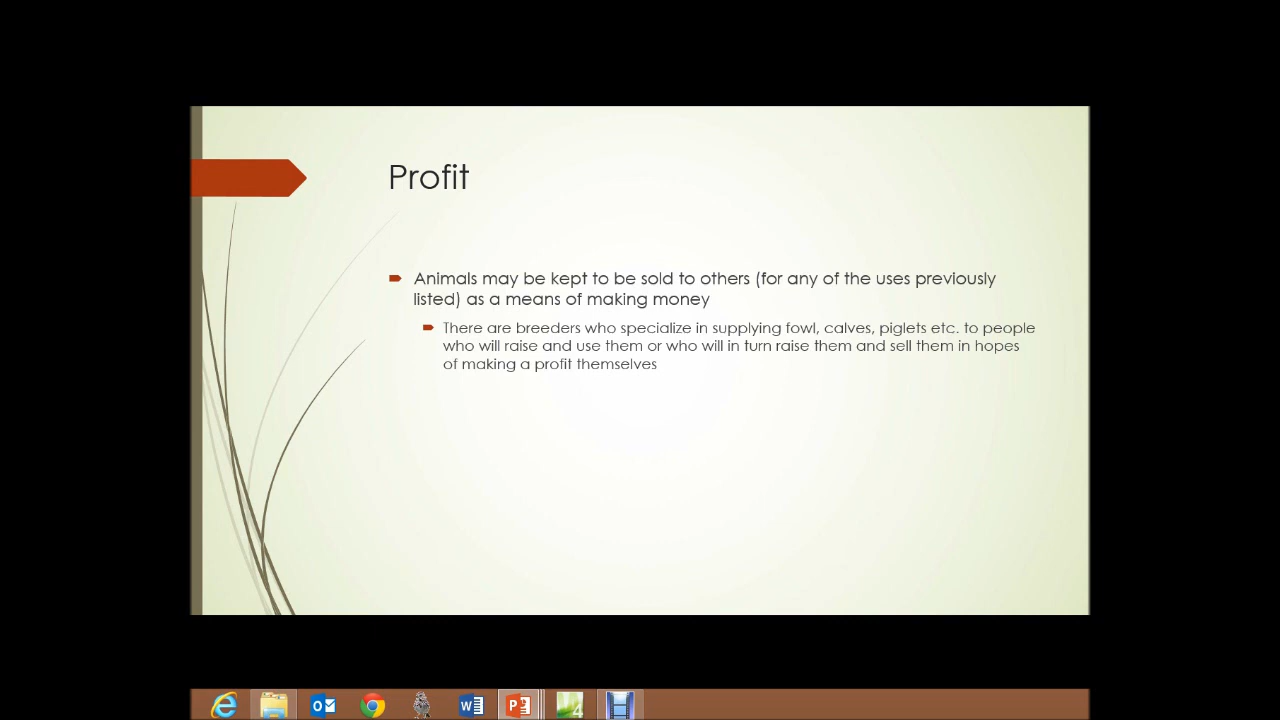 Profit
Animals may be kept to be sold to others (for any of the uses previously
listed) as a means of making money
There are breeders who specialize in supplying fowl, calves, piglets etc. to people
who will raise and use them or who will in turn raise them and sell them in hopes
of making a profit themselves